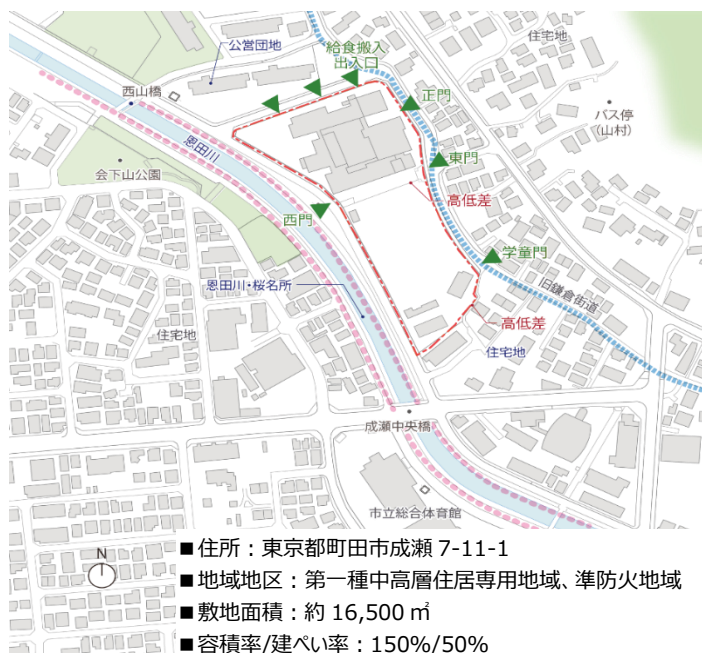 公営団地
給食搬入
出入口
住宅地
西山橋
正門
バス停
(山村)
恩田川
東門
会下山公園
高低差
西門
学童門
恩田川・桜名所
旧鎌倉街道
高低差
住宅地
住宅地
成瀬中央橋
市立総合体育館
N
■住所：東京都町田市成瀬 7-11-1
■地域地区：第一種中高層住居専用地域、準防火地域
■敷地面積：約 16,500 ㎡
■容積率/建ぺい率：150%/50%